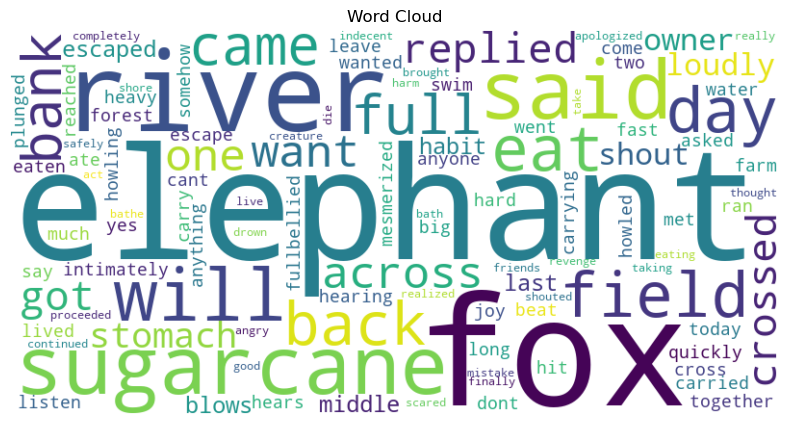 Word Cloud
completely
indecent
apologized
really
escaped
came
replied
owner
somehow
leave
wanted
come
two
loudly
brought
harm
bank
river
full
said
day
plunged
reached
heavy
forest
die
swim
take
water
shore
safely
creature
escape
habit
went
fast
asked
act
ate
eaten
howling
one
want
anyone
eat
shout
farm
cant
elephant
bathe
yes
much
carry
anything
live
drown
fullbellied
mesmerized
bath
big
hard
carrying
howled
met
ran
thought
eating
say
intimately
across
hearing
friends
revenge
taking
last
field
crossed
got
will
realized
shouted
joy
beat
lived
proceeded
continued
stomach
angry
back
fox
today
quickly
long
sugarcane
good
hit
cross
mistake
finally
carried
listen
blows
hears
middle
scared
dont
together